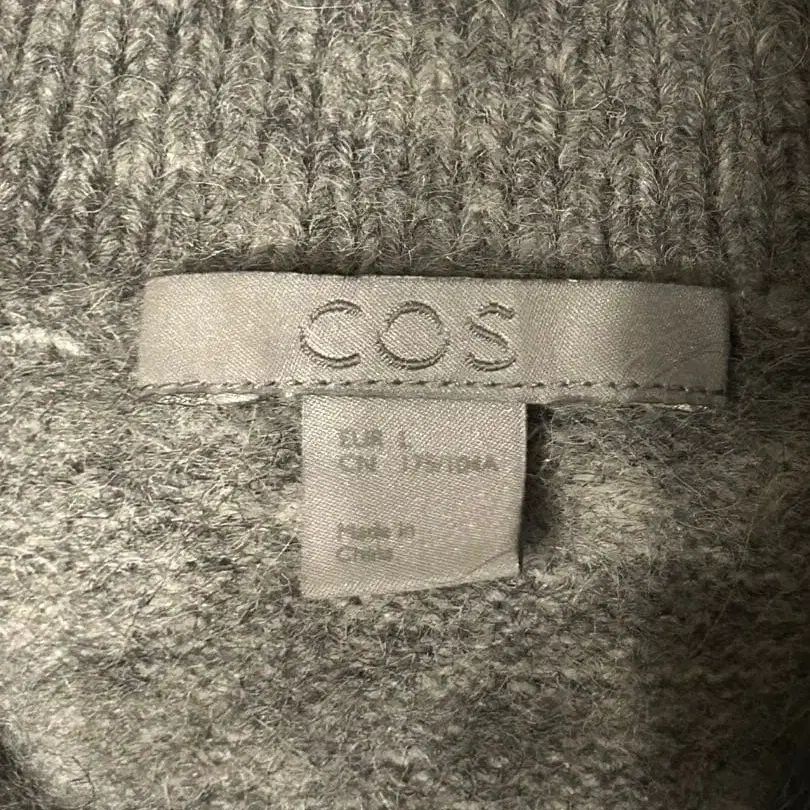 COS
EUR L
CN 175/104A
Made in
China